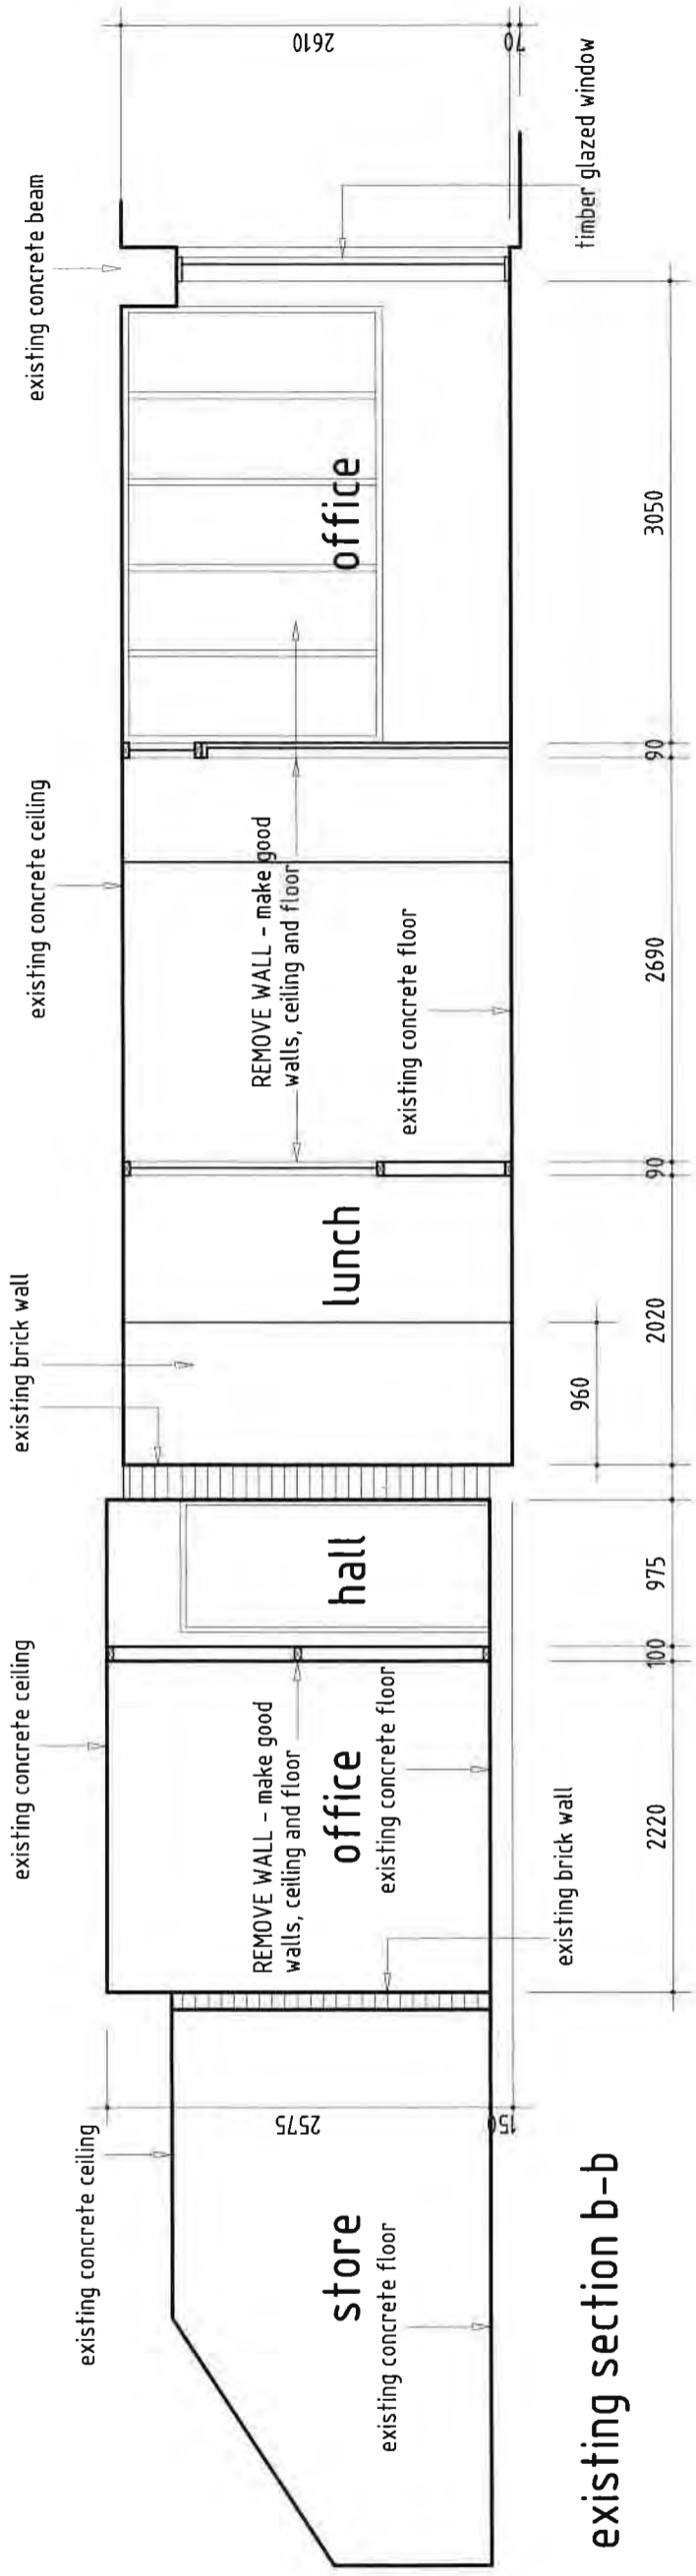 existing concrete ceiling
existing concrete ceiling
existing brick wall
existing concrete ceiling
existing concrete beam
2575
150
store
existing concrete floor
REMOVE WALL - make good
walls, ceiling and floor
office
existing concrete floor
existing brick wall
hall
lunch
REMOVE WALL - make good
walls, ceiling and floor
existing concrete floor
office
timber glazed window
2610
70
960
2220
100
975
2020
90
2690
90
3050
existing section b-b